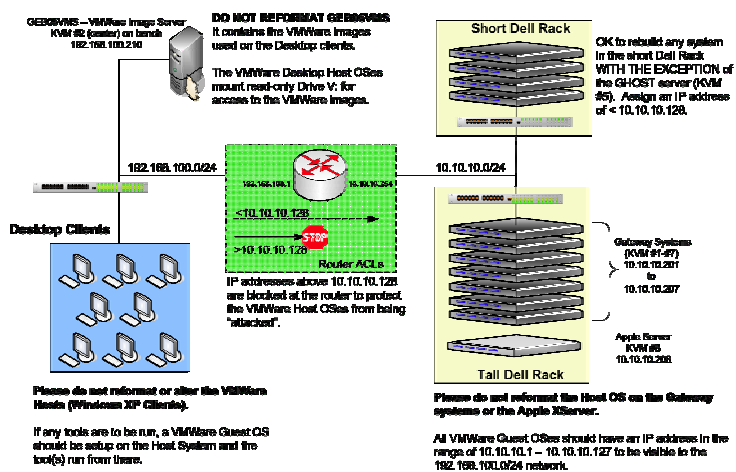 GEB05VMS – VMWare Image Server
KVM #2 (center) on bench
192.168.100.210
DO NOT REFORMAT GEB05VMS
It contains the VMWare images
used on the Desktop clients.
The VMWare Desktop Host OSes
mount read-only Drive V: for
access to the VMWare images.
Short Dell Rack
OK to rebuild any system
in the short Dell Rack
WITH THE EXCEPTION of
the GHOST server (KVM
#5). Assign an IP address
of < 10.10.10.128.
192.168.100.0/24
10.10.10.0/24
192.168.100.1
10.10.10.254
<10.10.10.128
>10.10.10.128
STOP
Router ACLs
IP addresses above 10.10.10.128
are blocked at the router to protect
the VMWare Host OSes from being
"attacked".
Desktop Clients
Gateway Systems
(KVM #1-#7)
10.10.10.201
to
10.10.10.207
Apple Server
KVM #8
10.10.10.208
Tall Dell Rack
Please do not reformat or alter the VMWare
Hosts (Windows XP Clients).
If any tools are to be run, a VMWare Guest OS
should be setup on the Host System and the
tool(s) run from there.
Please do not reformat the Host OS on the Gateway
systems or the Apple XServer.
All VMWare Guest OSes should have an IP address in the
range of 10.10.10.1 – 10.10.10.127 to be visible to the
192.168.100.0/24 network.